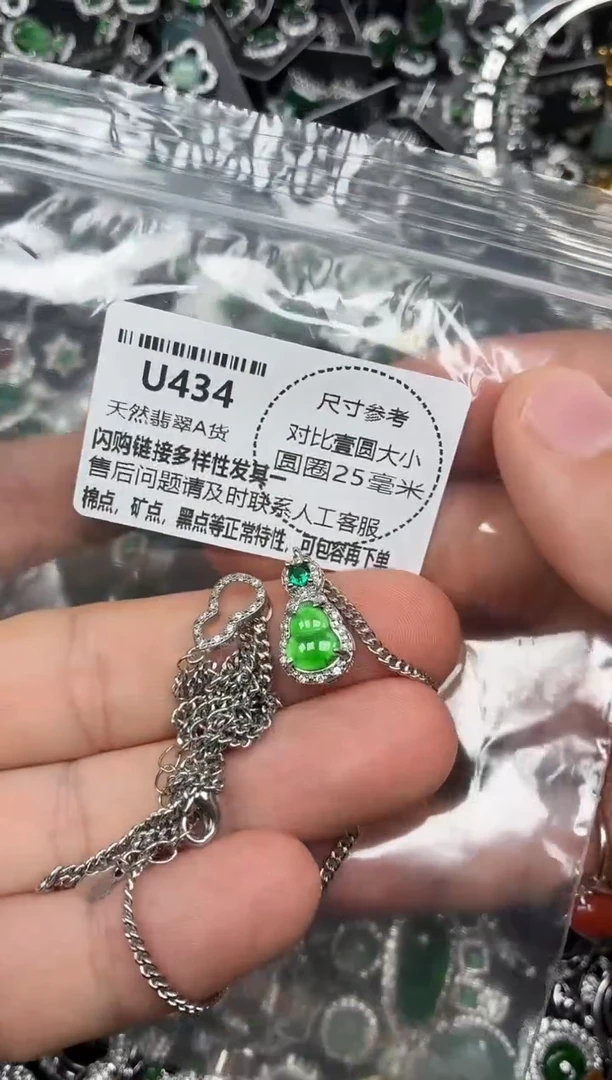 U434
天然翡翠A货
闪购链接多样性发其一
售后问题请及时联系人工客服
棉点，矿点，黑点等正常特性，可包容再下单
尺寸参考
对比壹圆大小
圆圈25毫米